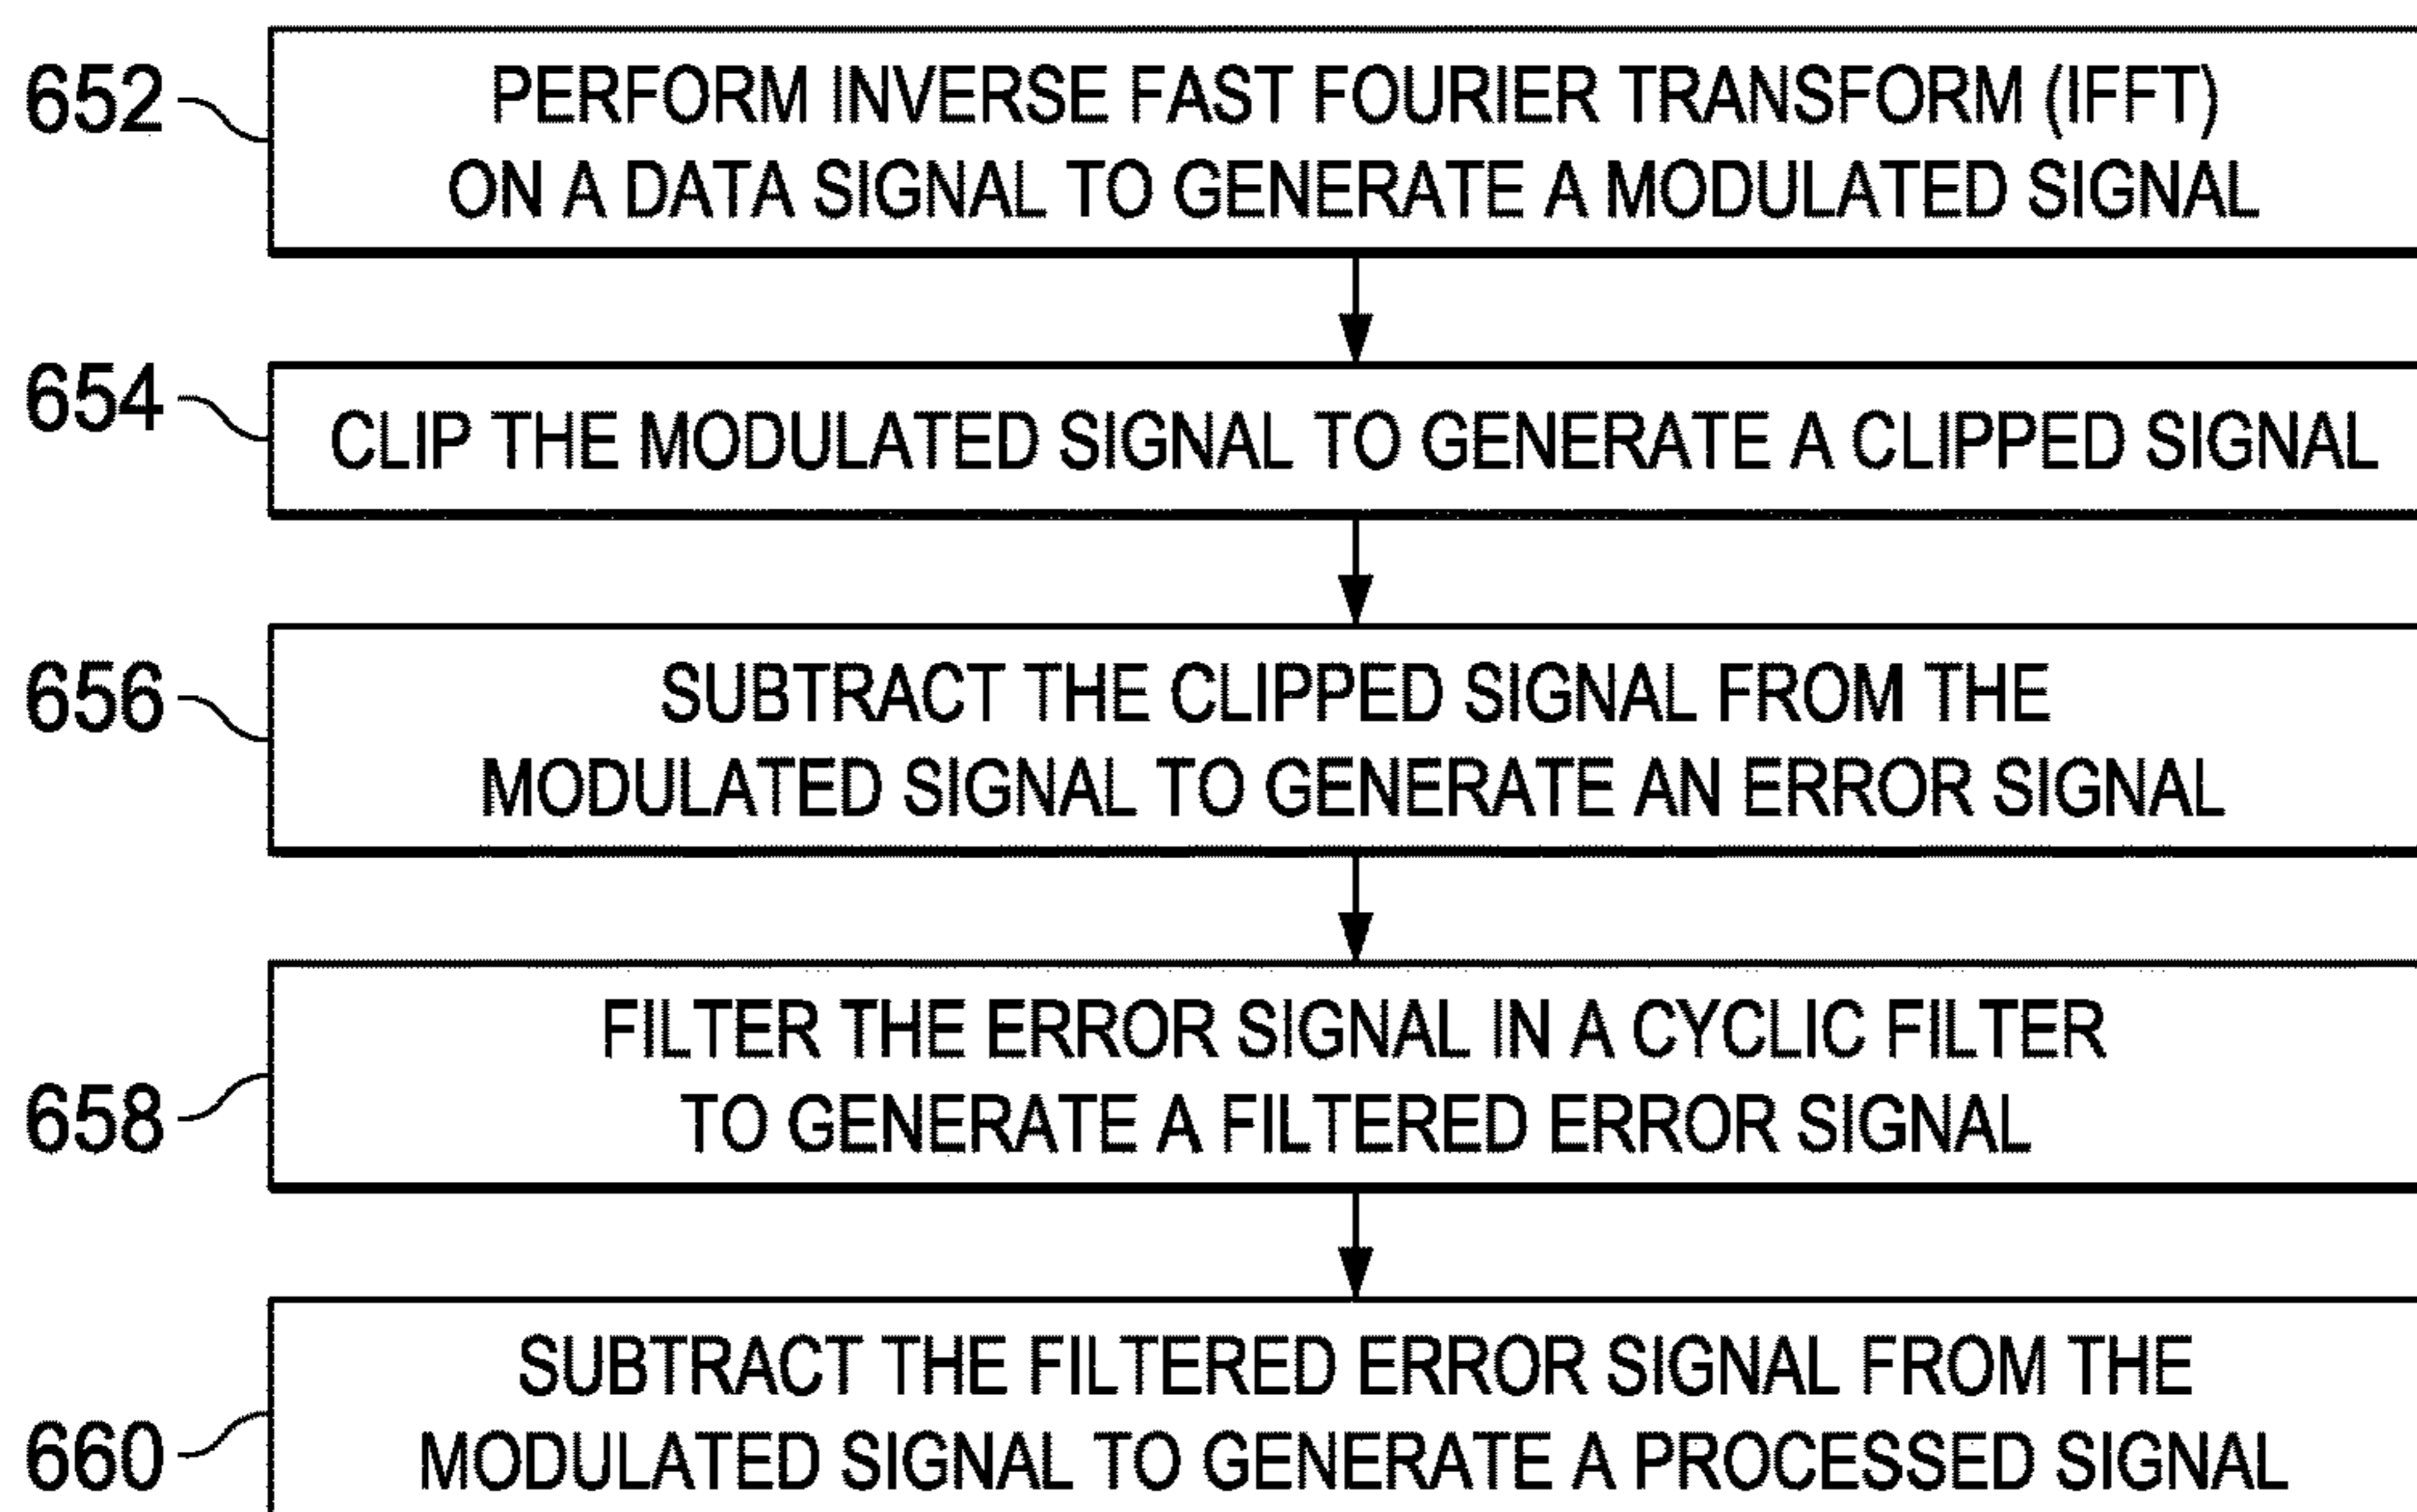 652
PERFORM INVERSE FAST FOURIER TRANSFORM (IFFT)
ON A DATA SIGNAL TO GENERATE A MODULATED SIGNAL
654
CLIP THE MODULATED SIGNAL TO GENERATE A CLIPPED SIGNAL
656
SUBTRACT THE CLIPPED SIGNAL FROM THE
MODULATED SIGNAL TO GENERATE AN ERROR SIGNAL
658
FILTER THE ERROR SIGNAL IN A CYCLIC FILTER
TO GENERATE A FILTERED ERROR SIGNAL
660
SUBTRACT THE FILTERED ERROR SIGNAL FROM THE
MODULATED SIGNAL TO GENERATE A PROCESSED SIGNAL